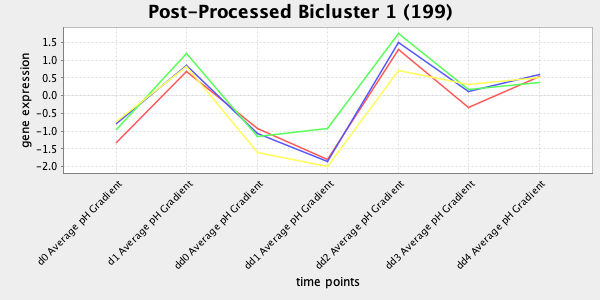 Post-Processed Bicluster 1 (199)
gene expression
1.5
1.0
0.5
0.0
-0.5
-1.0
-1.5
-2.0
d0 Average pH Gradient
d1 Average pH Gradient
dd0 Average pH Gradient
dd1 Average pH Gradient
dd2 Average pH Gradient
dd3 Average pH Gradient
dd4 Average pH Gradient
time points